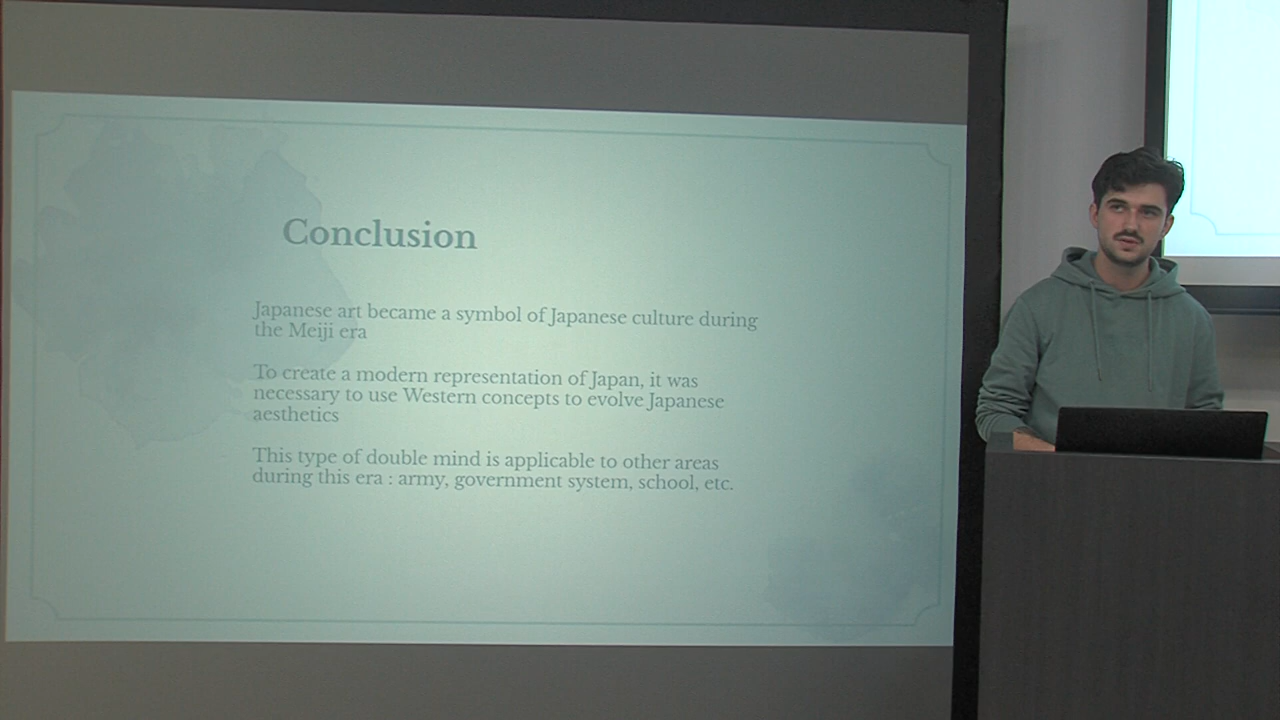 Conclusion
Japanese art became a symbol of Japanese culture during
the Meiji era
To create a modern representation of Japan, it was
necessary to use Western concepts to evolve Japanese
aesthetics
This type of double mind is applicable to other areas
during this era : army, government system, school, etc.